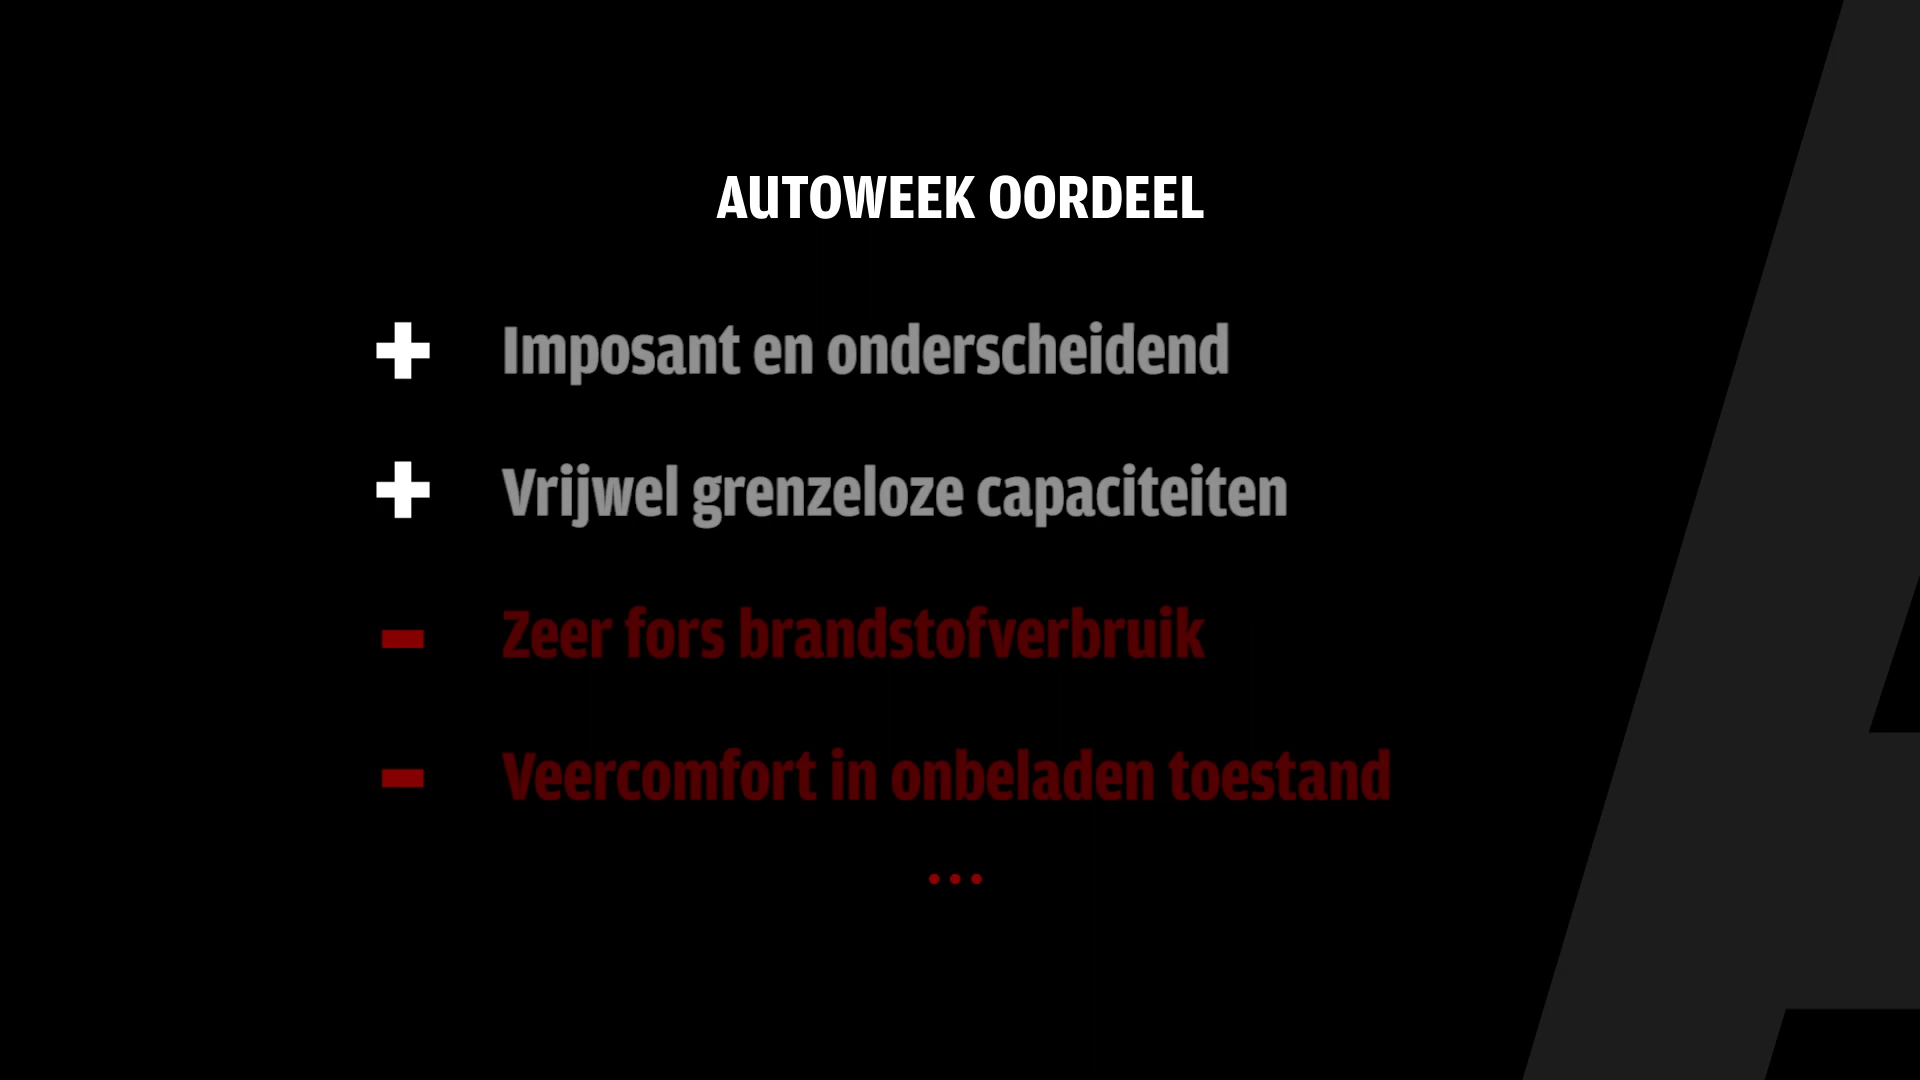 AUTOWEEK OORDEEL
+ Imposant en onderscheidend
+ Vrijwel grenzeloze capaciteiten
- Zeer fors brandstofverbruik
- Veercomfort in onbeladen toestand
...